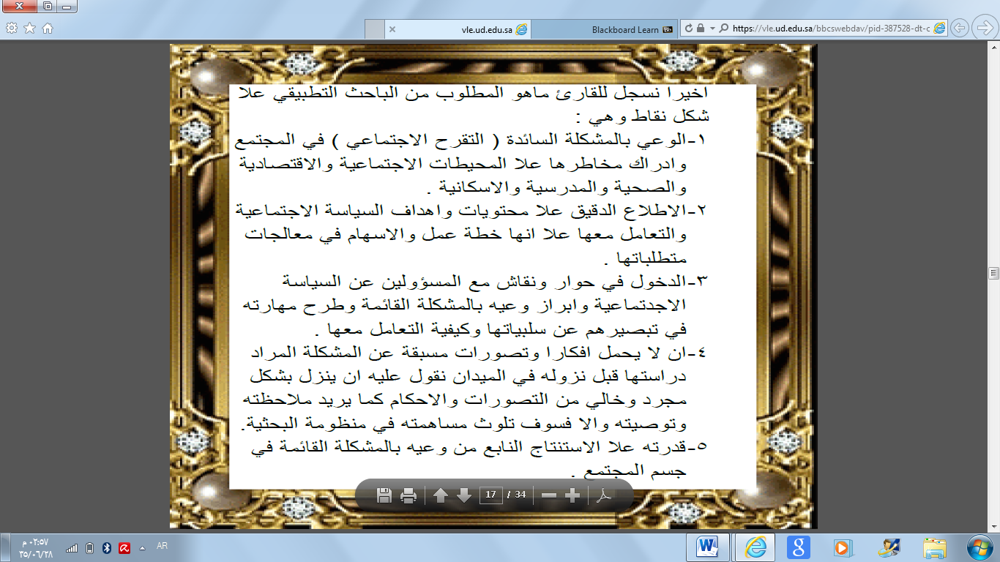 vle.ud.edu.sa
Blackboard Learn
https://vle.ud.edu.sa/bbcswebdav/pid-387528-dt-c
اخيرا نسجل للقارئ ماهو المطلوب من الباحث التطبيقي علا
شكل نقاط وهي :
١-الوعي بالمشكلة السائدة ( التقرح الاجتماعي ) في المجتمع
وادراك مخاطرها علا المحيطات الاجتماعية والاقتصادية
والصحية والمدرسية والاسكانية .
٢-الاطلاع الدقيق علا محتويات واهداف السياسة الاجتماعية
والتعامل معها علا انها خطة عمل والاسهام في معالجات
متطلباتها .
٣-الدخول في حوار ونقاش مع المسؤولين عن السياسة
الاجدتماعية وابراز وعيه بالمشكلة القائمة وطرح مهارته
في تبصيرهم عن سلبياتها وكيفية التعامل معها .
٤-ان لا يحمل افكارا وتصورات مسبقة عن المشكلة المراد
دراستها قبل نزوله في الميدان نقول عليه ان ينزل بشكل
مجرد وخالي من التصورات والاحكام كما يريد ملاحظته
وتوصيته والا فسوف تلوث مساهمته في منظومة البحثية.
٥-قدرته علا الاستنتاج النابع من وعيه بالمشكلة القائمة في
جسم المجتمع .
17 / 34
AR
٠٢:٥٧ م
٣٥/٠٦/٢٨